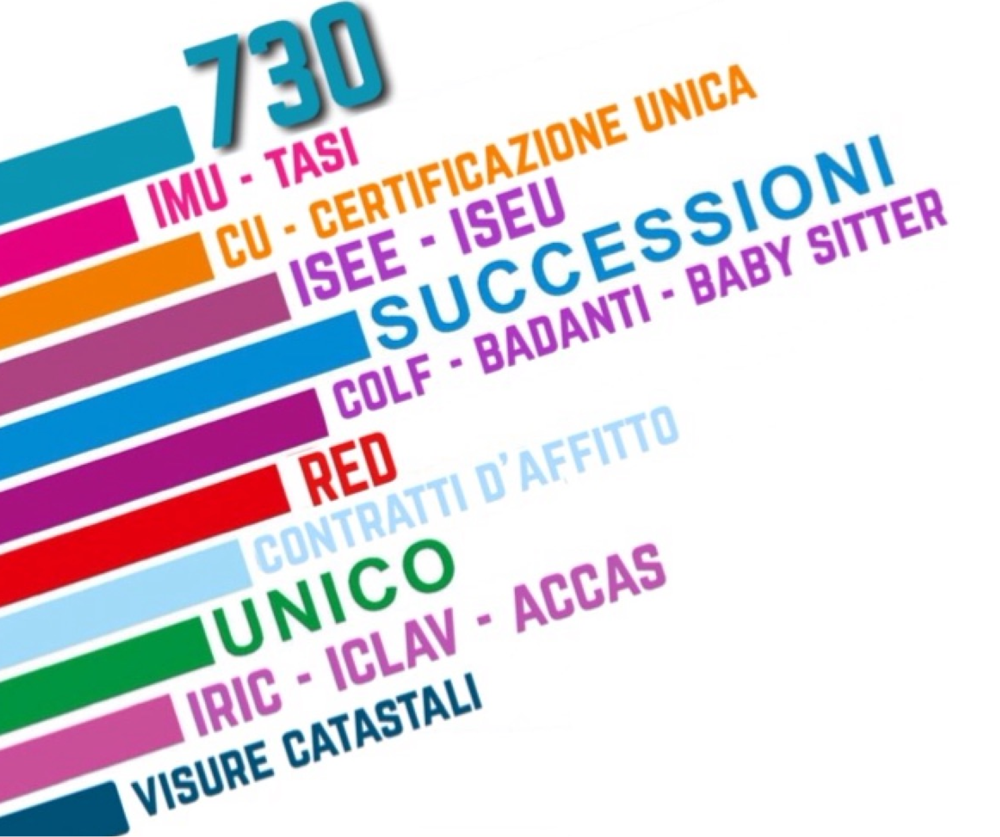 730
IMU - TASI
CU - CERTIFICAZIONE UNICA
ISEE - ISEU
SUCCESSIONI
COLF - BADANTI - BABY SITTER
RED
CONTRATTI D'AFFITTO
UNICO
IRIC - ICLAV - ACCAS
VISURE CATASTALI